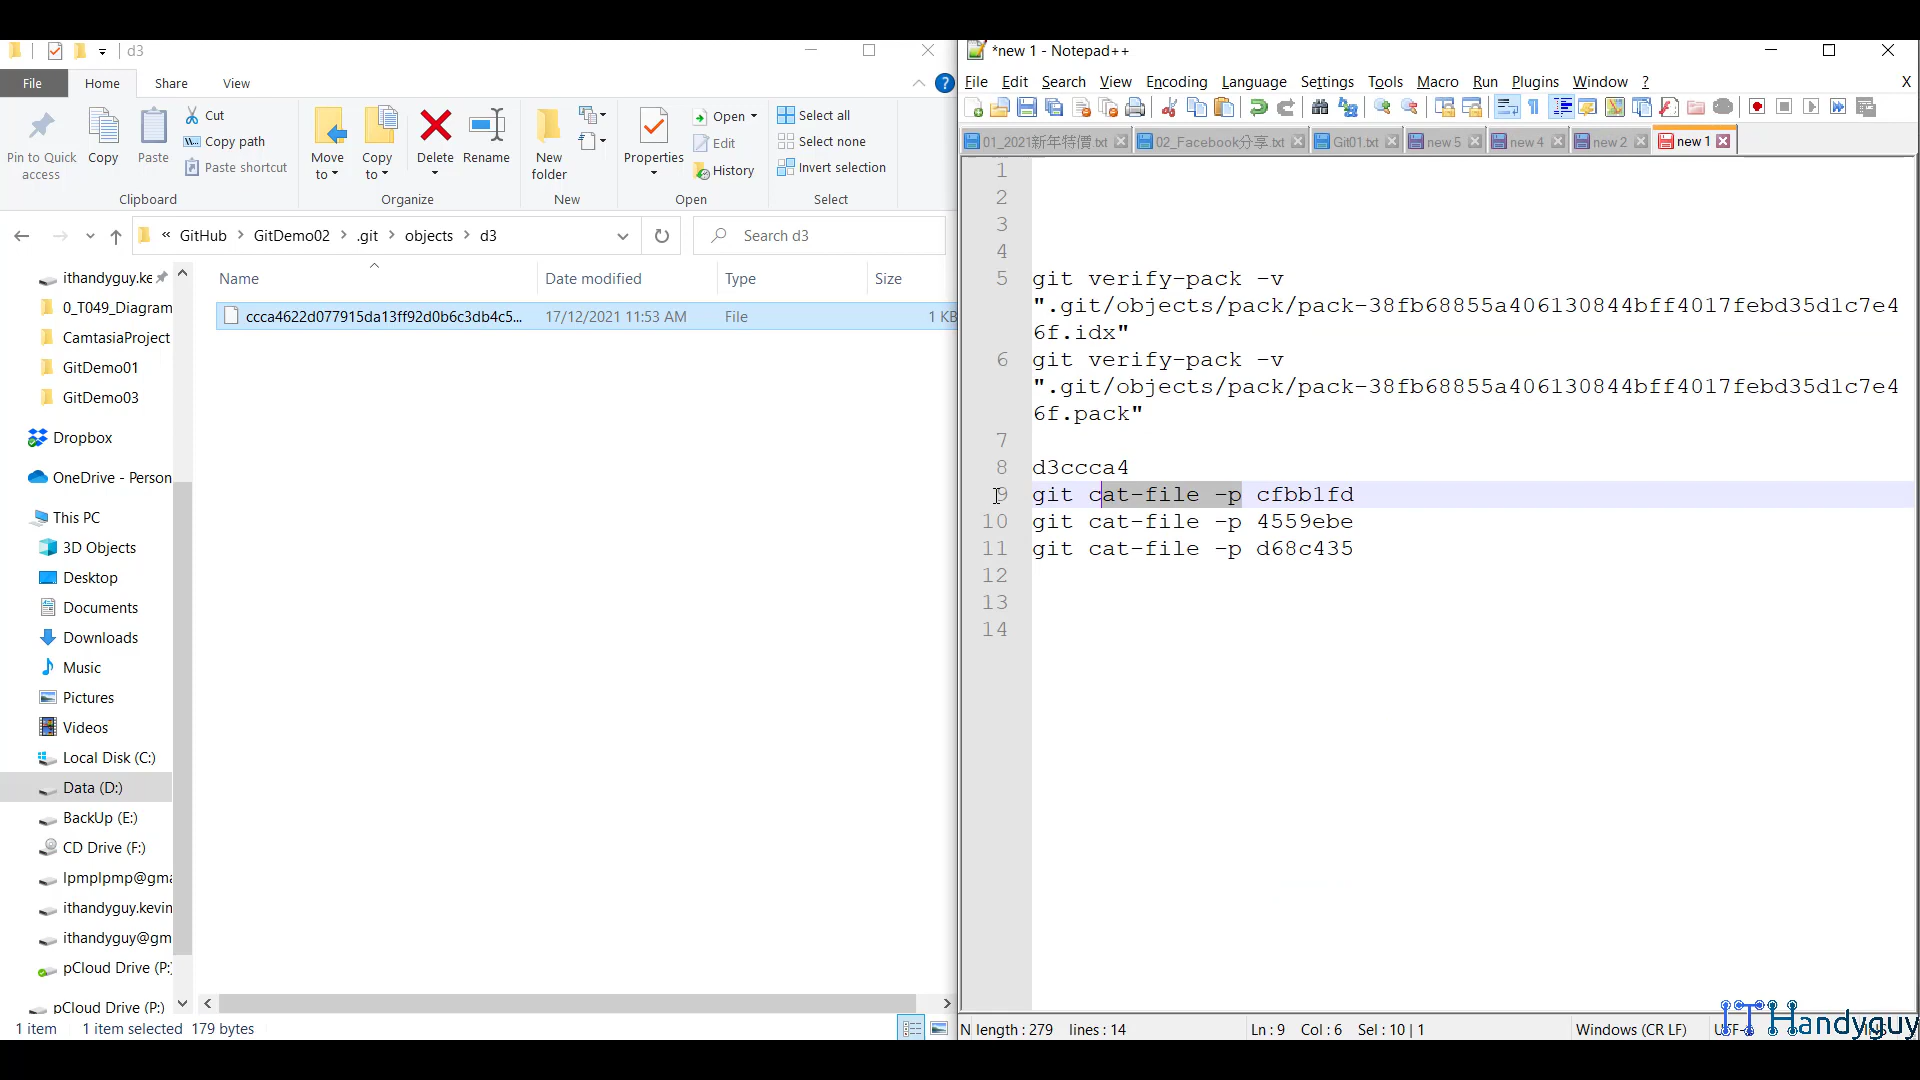 d3
File
Home
Share
View
Pin to Quick
access
Copy
Paste
Cut
Copy path
Paste shortcut
Clipboard
Move
to
Copy
to
Delete
Rename
Organize
New
folder
New
Properties
Open
Edit
History
Open
Select all
Select none
Invert selection
Select
« GitHub > GitDemo02 > .git > objects > d3
Search d3
Name
Date modified
Type
Size
ccca4622d077915da13ff92d0b6c3db4c5...
17/12/2021 11:53 AM
File
1 KB
ithandyguy.ke
0_T049_Diagram
CamtasiaProject
GitDemo01
GitDemo03
Dropbox
OneDrive - Person
This PC
3D Objects
Desktop
Documents
Downloads
Music
Pictures
Videos
Local Disk (C:)
Data (D:)
BackUp (E:)
CD Drive (F:)
lpmplpmp@gma
ithandyguy.kevin
ithandyguy@gm
pCloud Drive (P:)
pCloud Drive (P:)
1 item
1 item selected 179 bytes
*new 1 - Notepad++
File Edit Search View Encoding Language Settings Tools Macro Run Plugins Window ?
X
01_2021新年特價.txt
02_Facebook分享.txt
Git01.txt
new 5
new 4
new 2
new 1
1
2
3
4
5 git verify-pack -v
".git/objects/pack/pack-38fb68855a406130844bff4017febd35d1c7e4
6f.idx"
6 git verify-pack -v
".git/objects/pack/pack-38fb68855a406130844bff4017febd35d1c7e4
6f.pack"
7
8 d3ccca4
9 git cat-file -p cfbb1fd
10 git cat-file -p 4559ebe
11 git cat-file -p d68c435
12
13
14
N length : 279 lines : 14
Ln : 9 Col : 6 Sel : 10 | 1
Windows (CR LF)
IT Handyguy